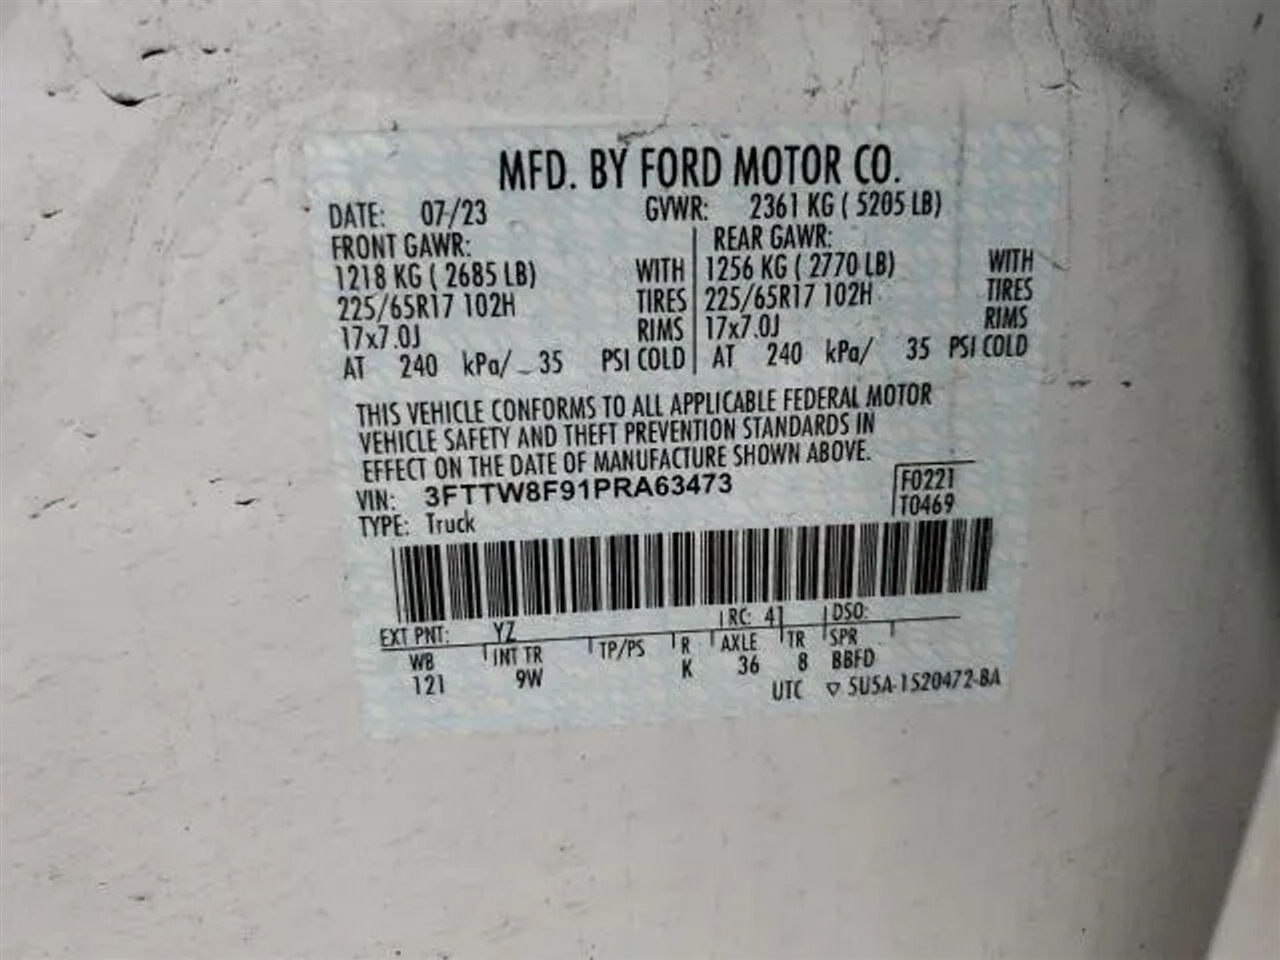 MFD. BY FORD MOTOR CO.
DATE: 07/23 GVWR: 2361 KG ( 5205 LB)
FRONT GAWR: REAR GAWR:
1218 KG ( 2685 LB) WITH 1256 KG ( 2770 LB) WITH
225/65R17 102H TIRES 225/65R17 102H TIRES
17x7.0J RIMS 17x7.0J RIMS
AT 240 kPa/ 35 PSI COLD AT 240 kPa/ 35 PSI COLD
THIS VEHICLE CONFORMS TO ALL APPLICABLE FEDERAL MOTOR
VEHICLE SAFETY AND THEFT PREVENTION STANDARDS IN
EFFECT ON THE DATE OF MANUFACTURE SHOWN ABOVE.
VIN: 3FTTW8F91PRA63473 F0221
TYPE: Truck T0469
EXT PNT: YZ RC: 41 DSO:
WB INT TR TP/PS R AXLE TR SPR
121 9W K 36 8 BBFD
UTC ▽ 5U5A-1520472-BA